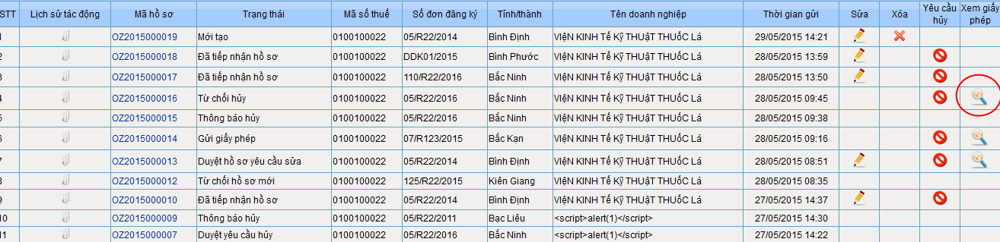 STT Lịch sử tác động Mã hồ sơ Trạng thái Mã số thuế Số đơn đăng ký Tỉnh/thành Tên doanh nghiệp Thời gian gửi Sửa Xóa Yêu cầu hủy Xem giấy phép
1 OZ2015000019 Mới tạo 0100100022 05/R22/2014 Bình Định VIệN KINH Tế Kỹ THUậT THUốC Lá 29/05/2015 14:21
2 OZ2015000018 Đã tiếp nhận hồ sơ 0100100022 DDK01/2015 Bình Phước VIệN KINH Tế Kỹ THUậT THUốC Lá 28/05/2015 13:59
3 OZ2015000017 Đã tiếp nhận hồ sơ 0100100022 110/R22/2016 Bắc Ninh VIệN KINH Tế Kỹ THUậT THUốC Lá 28/05/2015 13:50
4 OZ2015000016 Từ chối hủy 0100100022 05/R22/2016 Bắc Ninh VIệN KINH Tế Kỹ THUậT THUốC Lá 28/05/2015 09:45
5 OZ2015000015 Thông báo hủy 0100100022 05/R22/2016 Bắc Ninh VIệN KINH Tế Kỹ THUậT THUốC Lá 28/05/2015 09:38
6 OZ2015000014 Gửi giấy phép 0100100022 07/R123/2015 Bắc Kạn VIệN KINH Tế Kỹ THUậT THUốC Lá 28/05/2015 09:16
7 OZ2015000013 Duyệt hồ sơ yêu cầu sửa 0100100022 05/R22/2014 Bình Định VIệN KINH Tế Kỹ THUậT THUốC Lá 28/05/2015 08:51
8 OZ2015000012 Từ chối hồ sơ mới 0100100022 125/R22/2015 Kiên Giang VIệN KINH Tế Kỹ THUậT THUốC Lá 28/05/2015 08:35
9 OZ2015000010 Đã tiếp nhận hồ sơ 0100100022 05/R22/2014 Bình Định VIệN KINH Tế Kỹ THUậT THUốC Lá 27/05/2015 14:37
10 OZ2015000009 Thông báo hủy 0100100022 05/R22/2011 Bạc Liêu <script>alert(1)</script> 27/05/2015 14:30
11 OZ2015000007 Duyệt yêu cầu hủy 0100100022 05/R22/2016 Bắc Ninh <script>alert(1)</script> 27/05/2015 14:22